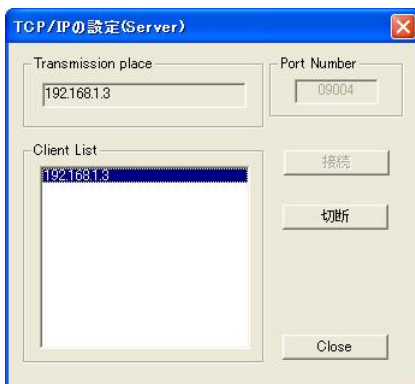 TCP/IPの設定(Server)
Transmission place
192.168.1.3
Port Number
09004
Client List
192.168.1.3
接続
切断
Close